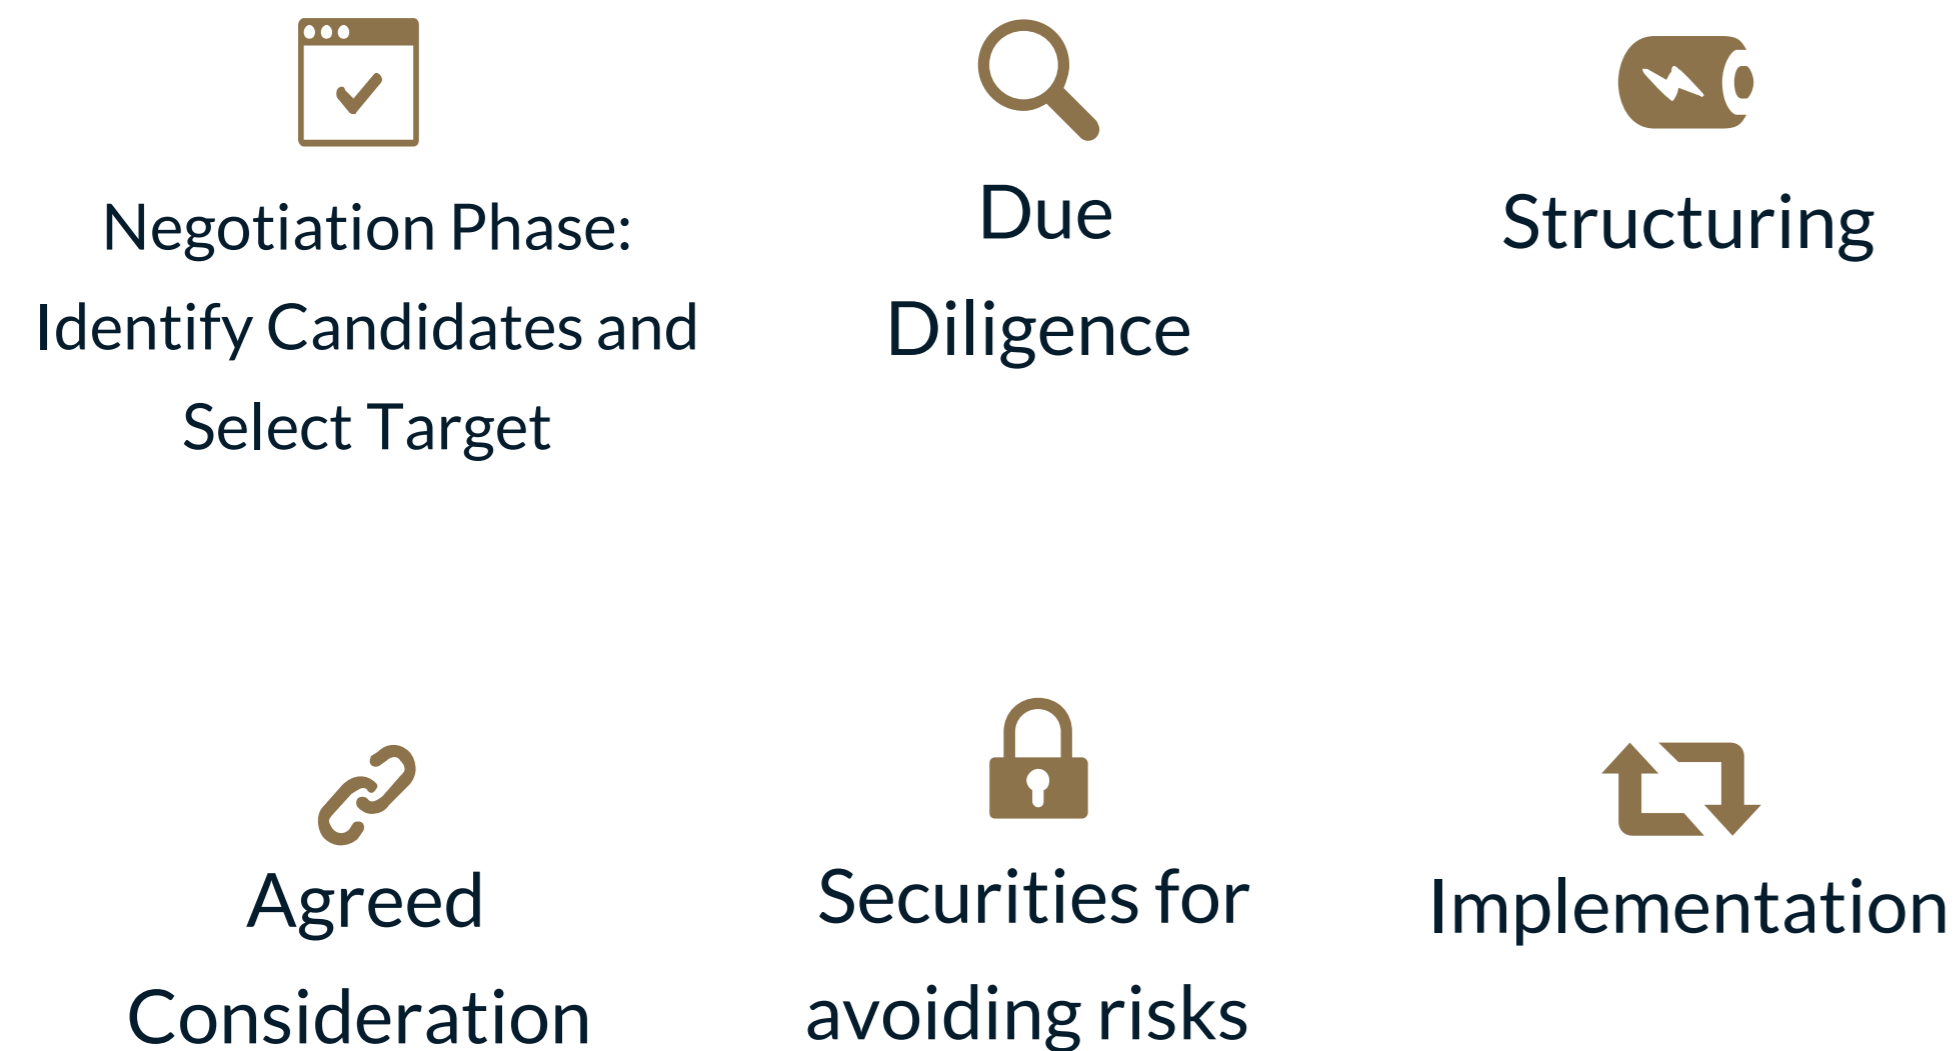 Negotiation Phase:
Identify Candidates and
Select Target
Due
Diligence
Structuring
Agreed
Consideration
Securities for
avoiding risks
Implementation